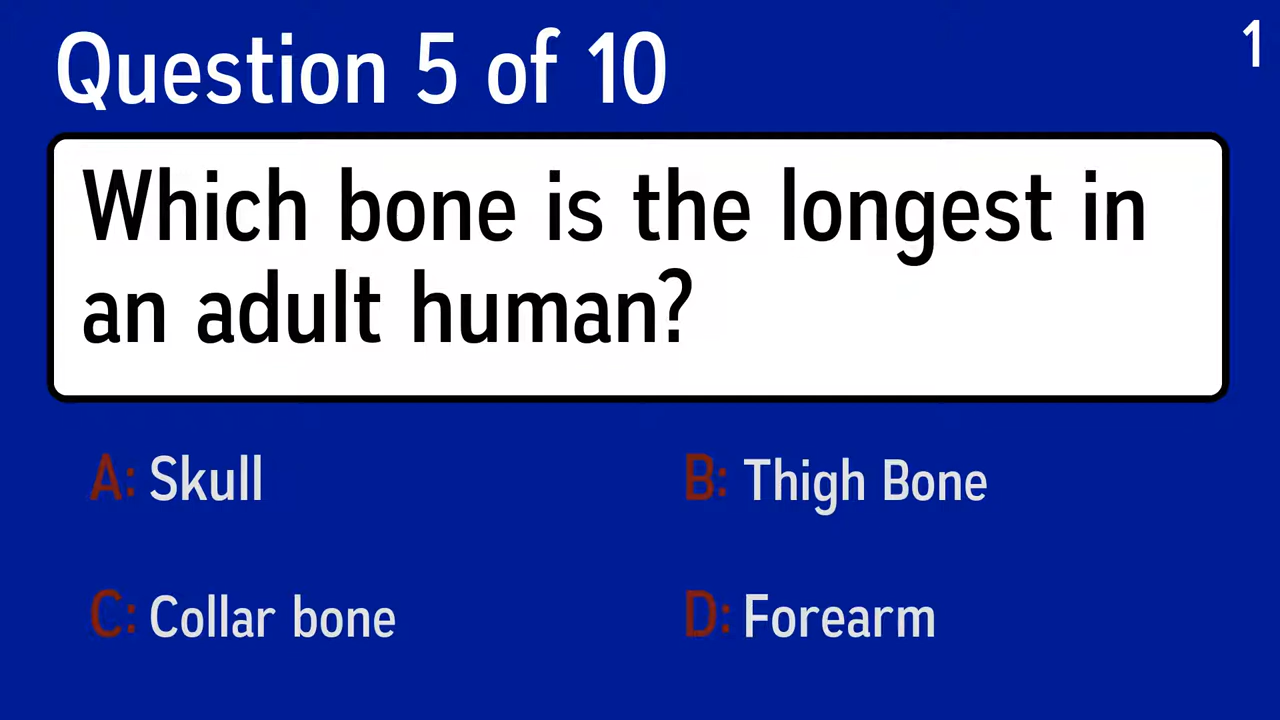 Question 5 of 10
1
Which bone is the longest in
an adult human?
A: Skull
B: Thigh Bone
C: Collar bone
D: Forearm